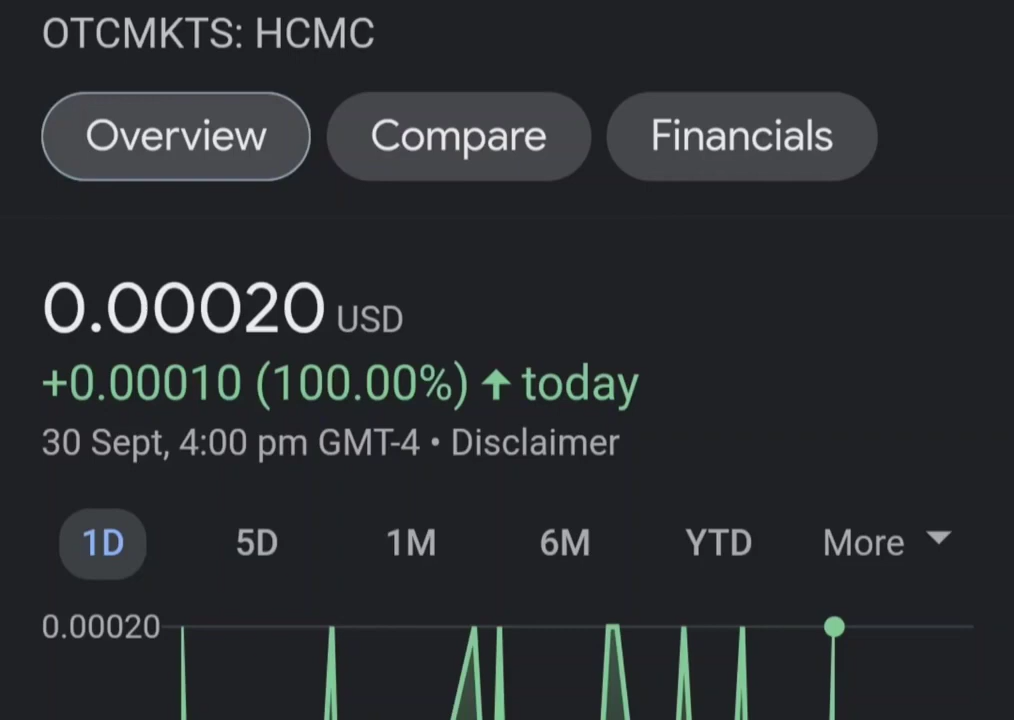 OTCMKTS: HCMC
Overview Compare Financials
0.00020 USD
+0.00010 (100.00%) ↑ today
30 Sept, 4:00 pm GMT-4 • Disclaimer
1D 5D 1M 6M YTD More
0.00020